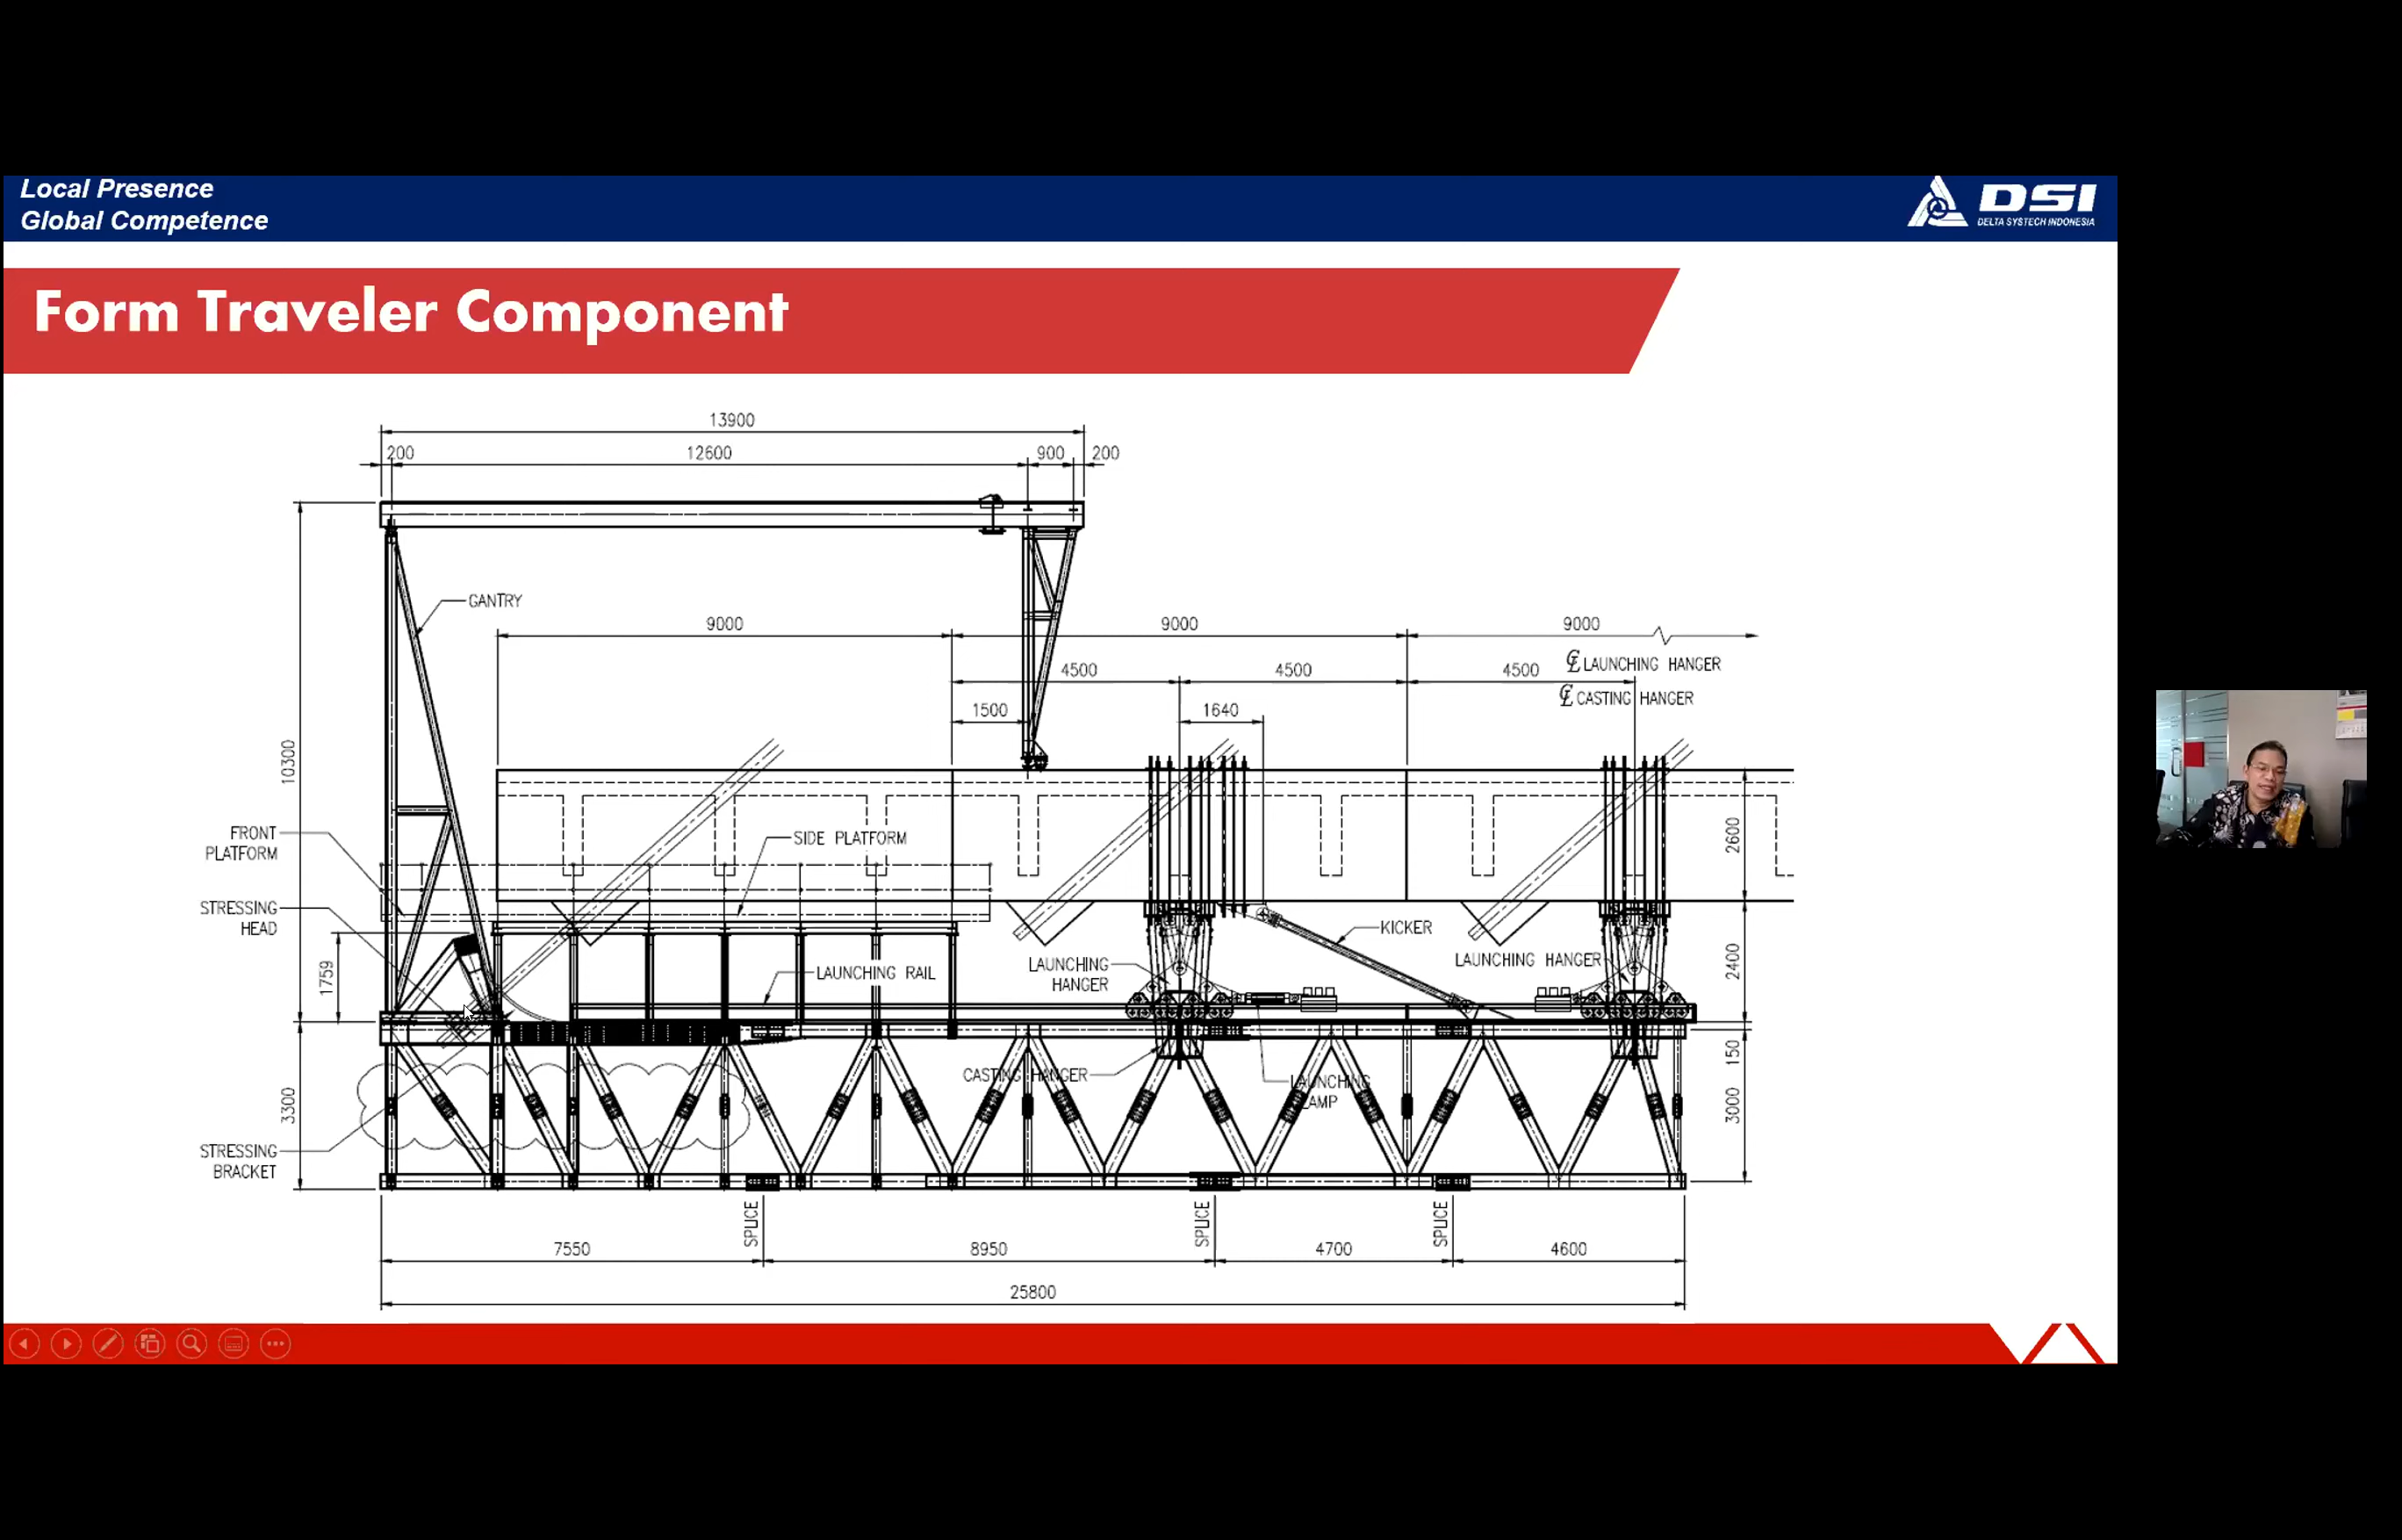 Local Presence
Global Competence
DSI
DELTA SYSTECH INDONESIA
Form Traveler Component
13900
200
12600
900
200
GANTRY
9000
9000
9000
4500
4500
4500
℄ LAUNCHING HANGER
℄ CASTING HANGER
1500
1640
10300
FRONT
PLATFORM
SIDE PLATFORM
2600
STRESSING
HEAD
KICKER
1759
LAUNCHING RAIL
LAUNCHING
HANGER
LAUNCHING HANGER
2400
CASTING HANGER
LAUNCHING
LAMP
150
3300
3000
STRESSING
BRACKET
SPLICE
SPLICE
SPLICE
7550
8950
4700
4600
25800